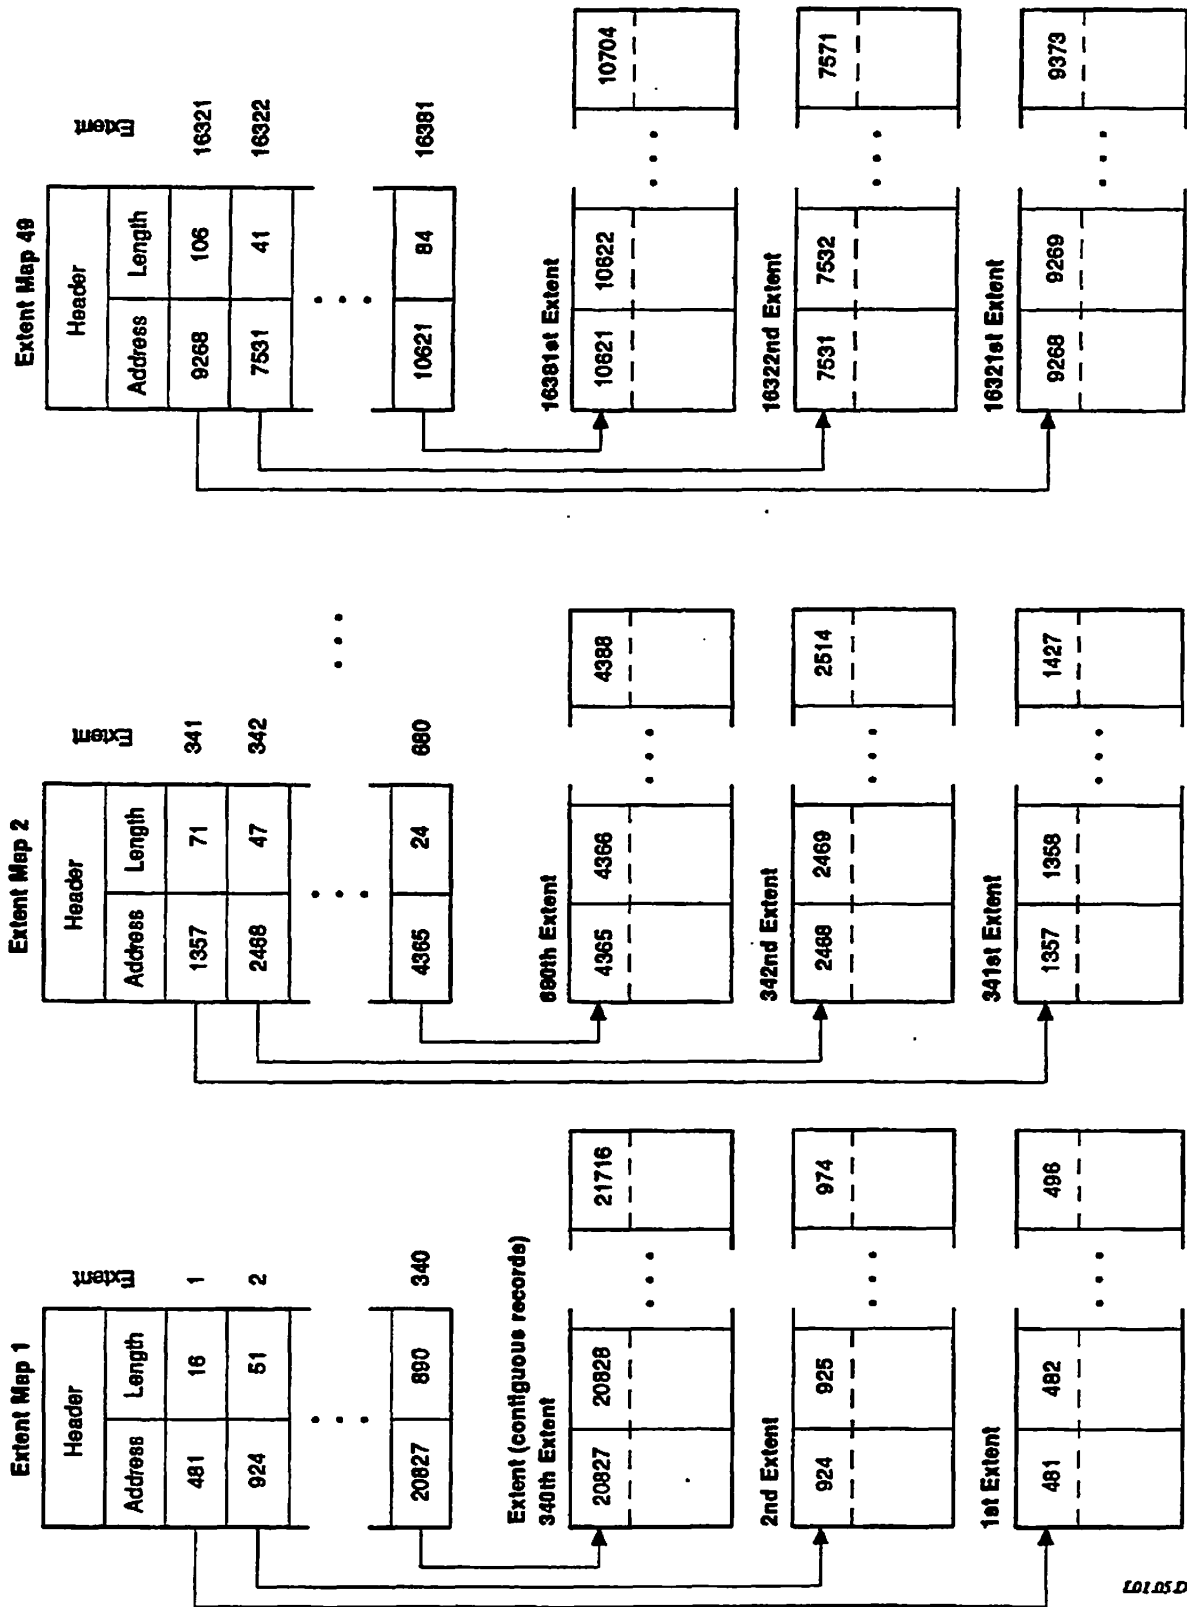 Extent Map 1
Header
Address Length Extent
481 16 1
924 51 2
• • •
20827 890 340
Extent (contiguous records)
340th Extent
20827 20828 • • • 21716
2nd Extent
924 925 • • • 974
1st Extent
481 482 • • • 496
Extent Map 2
Header
Address Length Extent
1357 71 341
2468 47 342
• • •
4365 24 680
• • •
680th Extent
4365 4366 • • • 4388
342nd Extent
2468 2469 • • • 2514
341st Extent
1357 1358 • • • 1427
Extent Map 49
Header
Address Length Extent
9268 106 16321
7531 41 16322
• • •
10621 84 16381
16381st Extent
10621 10622 • • • 10704
16322nd Extent
7531 7532 • • • 7571
16321st Extent
9268 9269 • • • 9373